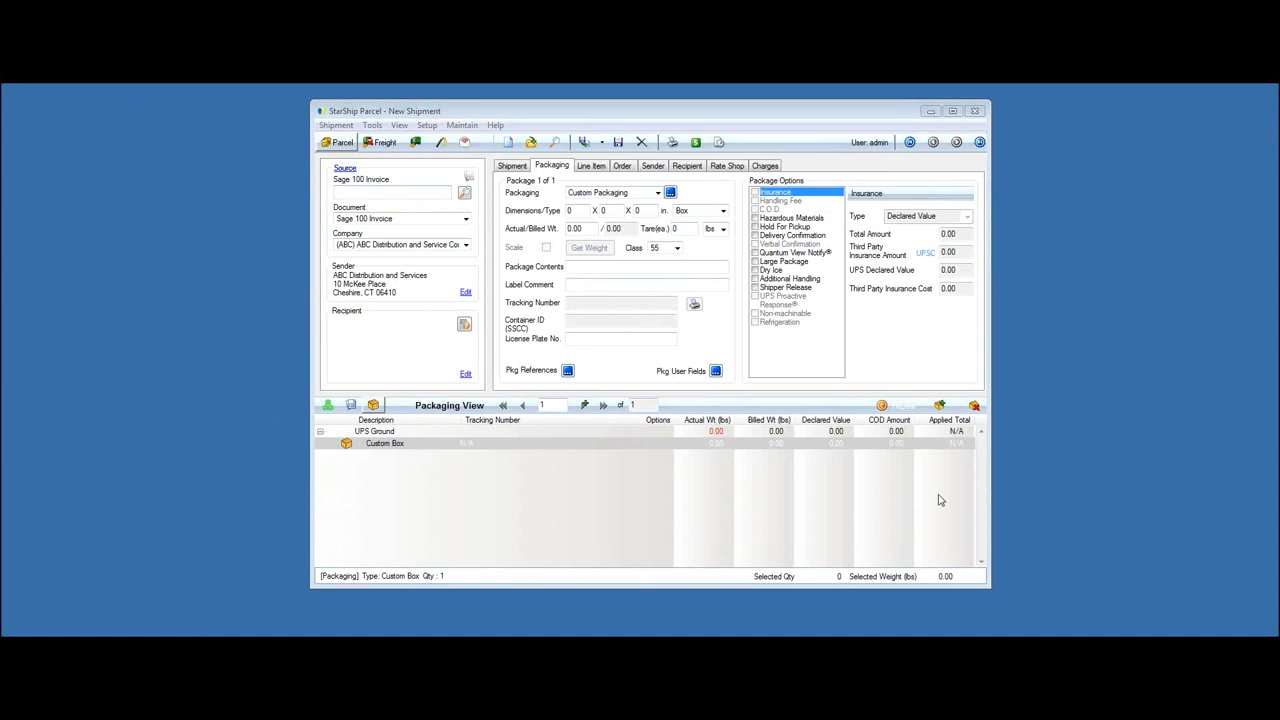 StarShip Parcel - New Shipment
Shipment Tools View Setup Maintain Help
Parcel Freight User: admin
Source
Sage 100 Invoice
Document
Sage 100 Invoice
Company
(ABC) ABC Distribution and Service Co
Sender
ABC Distribution and Services
10 McKee Place
Cheshire, CT 06410
Edit
Recipient
Edit
Shipment Packaging Line Item Order Sender Recipient Rate Shop Charges
Package 1 of 1
Packaging Custom Packaging
Dimensions/Type 0 X 0 X 0 in. Box
Actual/Billed Wt. 0.00 / 0.00 Tare(ea.) 0 lbs
Scale Get Weight Class 55
Package Contents
Label Comment
Tracking Number
Container ID
(SSCC)
License Plate No.
Pkg References Pkg User Fields
Package Options
Insurance
Handling Fee
C.O.D.
Hazardous Materials
Hold For Pickup
Delivery Confirmation
Verbal Confirmation
Quantum View Notify®
Large Package
Dry Ice
Additional Handling
Shipper Release
UPS Proactive
Response®
Non-machinable
Refrigeration
Insurance
Type Declared Value
Total Amount 0.00
Third Party
Insurance Amount UPSC 0.00
UPS Declared Value 0.00
Third Party Insurance Cost 0.00
Packaging View 1 of 1
Description Tracking Number Options Actual Wt (lbs) Billed Wt (lbs) Declared Value COD Amount Applied Total
UPS Ground 0.00 0.00 0.00 0.00 N/A
Custom Box N/A 0.00 0.00 0.00 0.00 N/A
[Packaging] Type: Custom Box Qty : 1 Selected Qty 0 Selected Weight (lbs) 0.00